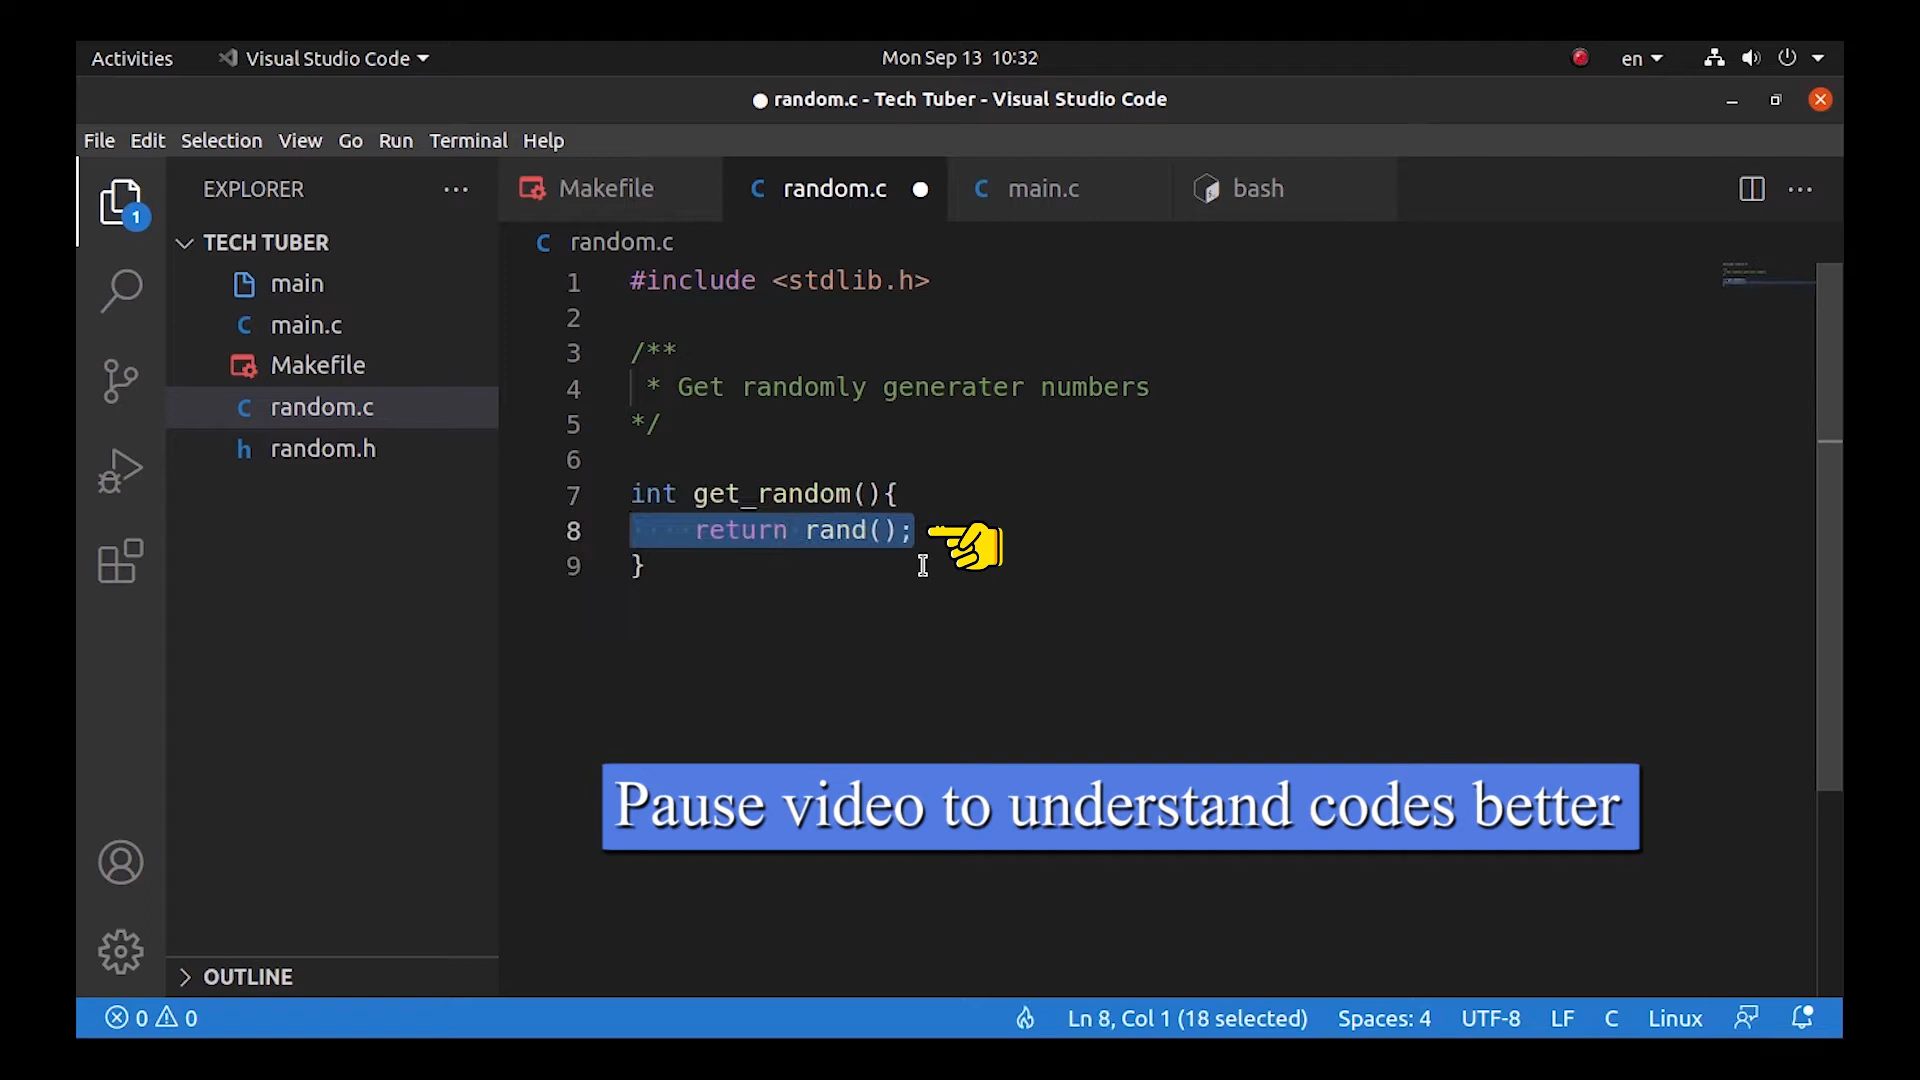 Activities Visual Studio Code Mon Sep 13 10:32 en
random.c - Tech Tuber - Visual Studio Code
File Edit Selection View Go Run Terminal Help
EXPLORER ··· Makefile C random.c C main.c bash ···
1
TECH TUBER
main
C main.c
Makefile
C random.c
h random.h
C random.c
1 #include <stdlib.h>
2
3 /**
4 * Get randomly generater numbers
5 */
6
7 int get_random(){
8 return rand();
9 }
Pause video to understand codes better
OUTLINE
0 0 Ln 8, Col 1 (18 selected) Spaces: 4 UTF-8 LF C Linux